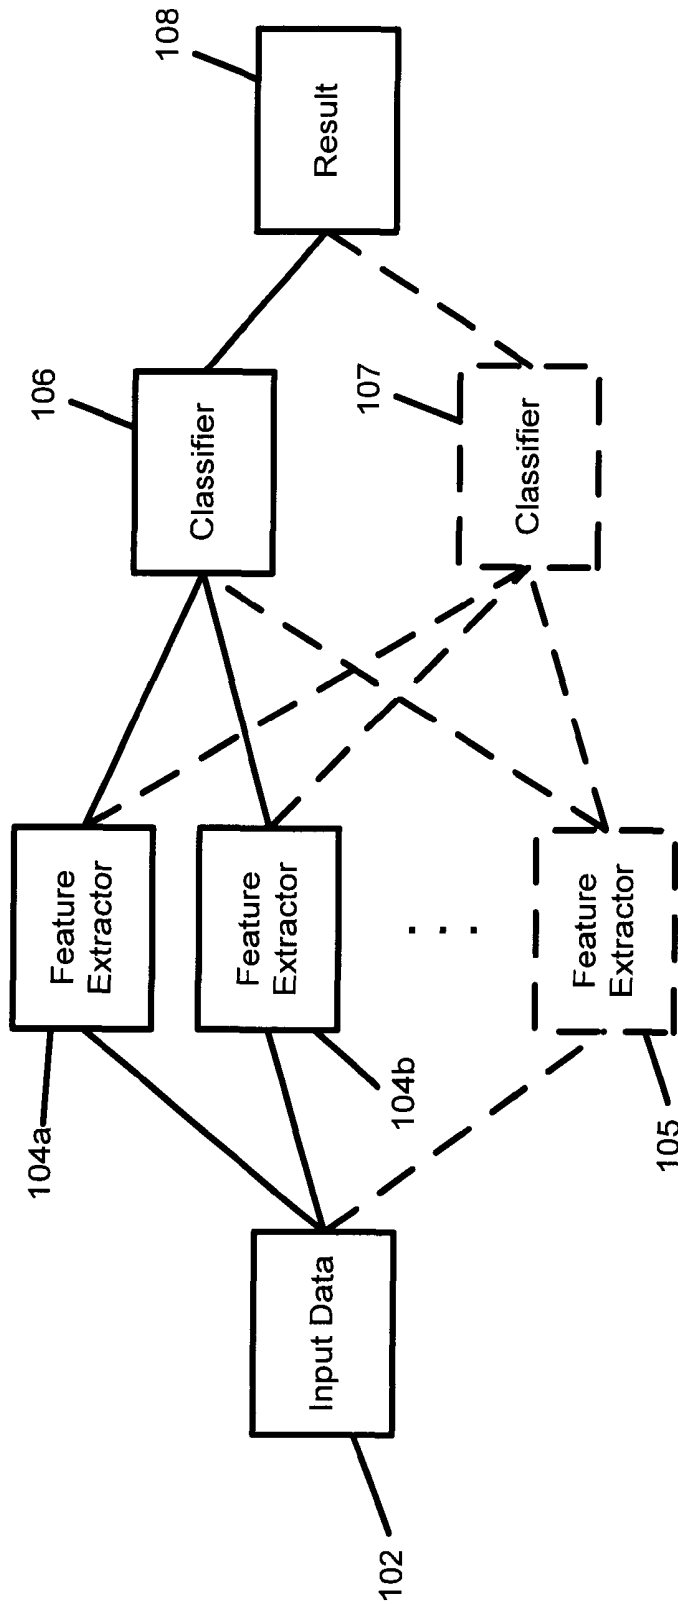 104a
Feature
Extractor
102
Input Data
104b
Feature
Extractor
. . .
105
Feature
Extractor
106
Classifier
107
Classifier
108
Result